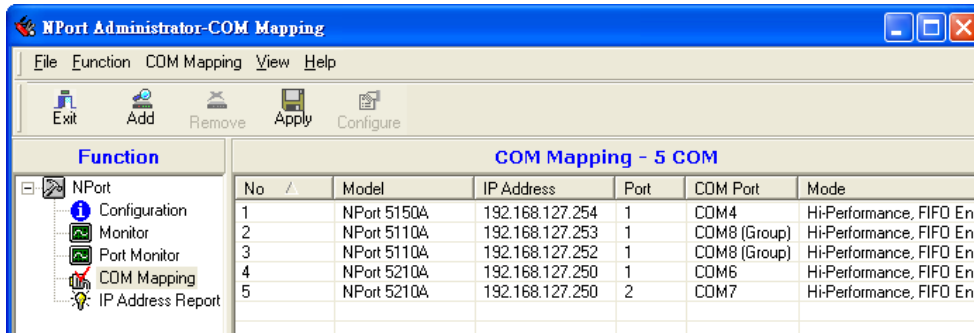 NPort Administrator-COM Mapping
File Function COM Mapping View Help
Exit Add Remove Apply Configure
Function
NPort
Configuration
Monitor
Port Monitor
COM Mapping
IP Address Report
COM Mapping - 5 COM
No Model IP Address Port COM Port Mode
1 NPort 5150A 192.168.127.254 1 COM4 Hi-Performance, FIFO En
2 NPort 5110A 192.168.127.253 1 COM8 (Group) Hi-Performance, FIFO En
3 NPort 5110A 192.168.127.252 1 COM8 (Group) Hi-Performance, FIFO En
4 NPort 5210A 192.168.127.250 1 COM6 Hi-Performance, FIFO En
5 NPort 5210A 192.168.127.250 2 COM7 Hi-Performance, FIFO En